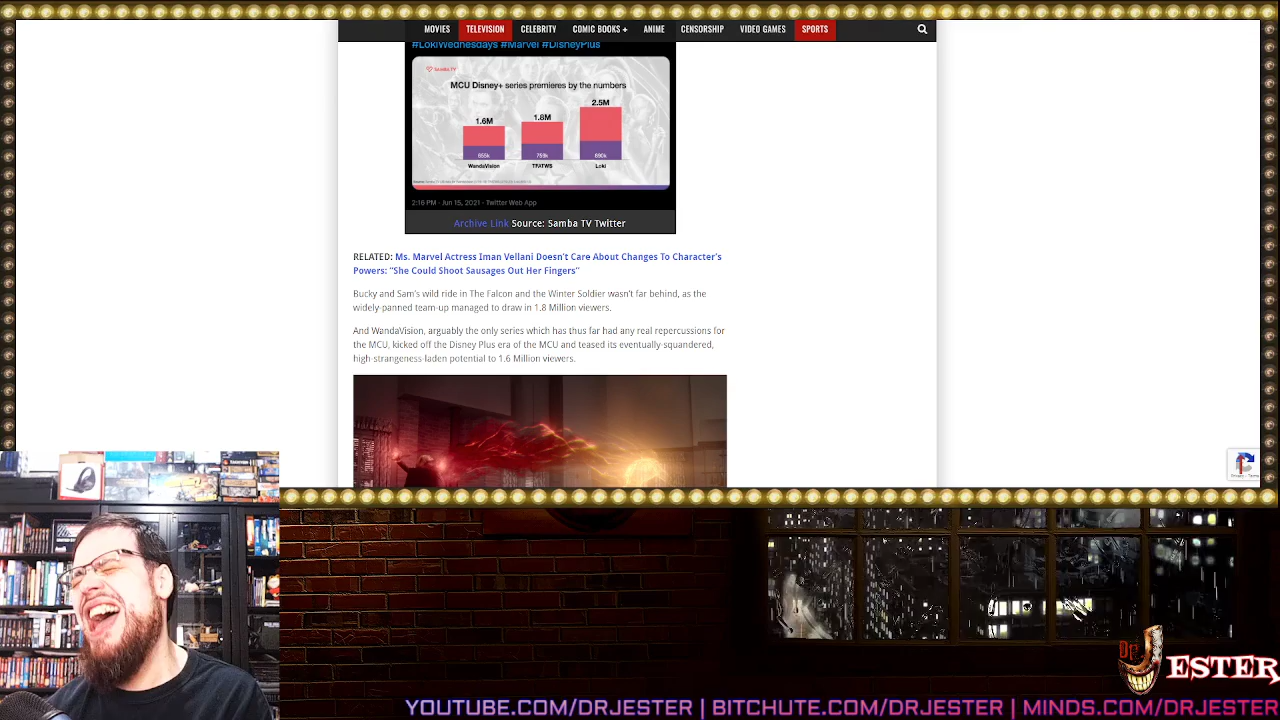 MOVIES TELEVISION CELEBRITY COMIC BOOKS + ANIME CENSORSHIP VIDEO GAMES SPORTS
#LokiWednesdays #Marvel #DisneyPlus
Samba TV
MCU Disney+ series premieres by the numbers
2.5M
1.8M
1.6M
855k 759k 890k
WandaVision TFATWS Loki
2:16 PM · Jun 15, 2021 · Twitter Web App
Archive Link Source: Samba TV Twitter
RELATED: Ms. Marvel Actress Iman Vellani Doesn't Care About Changes To Character's
Powers: "She Could Shoot Sausages Out Her Fingers"
Bucky and Sam's wild ride in The Falcon and the Winter Soldier wasn't far behind, as the
widely-panned team-up managed to draw in 1.8 Million viewers.
And WandaVision, arguably the only series which has thus far had any real repercussions for
the MCU, kicked off the Disney Plus era of the MCU and teased its eventually-squandered,
high-strangeness-laden potential to 1.6 Million viewers.
Privacy - Terms
Dr
JESTER
YOUTUBE.COM/DRJESTER | BITCHUTE.COM/DRJESTER | MINDS.COM/DRJESTER